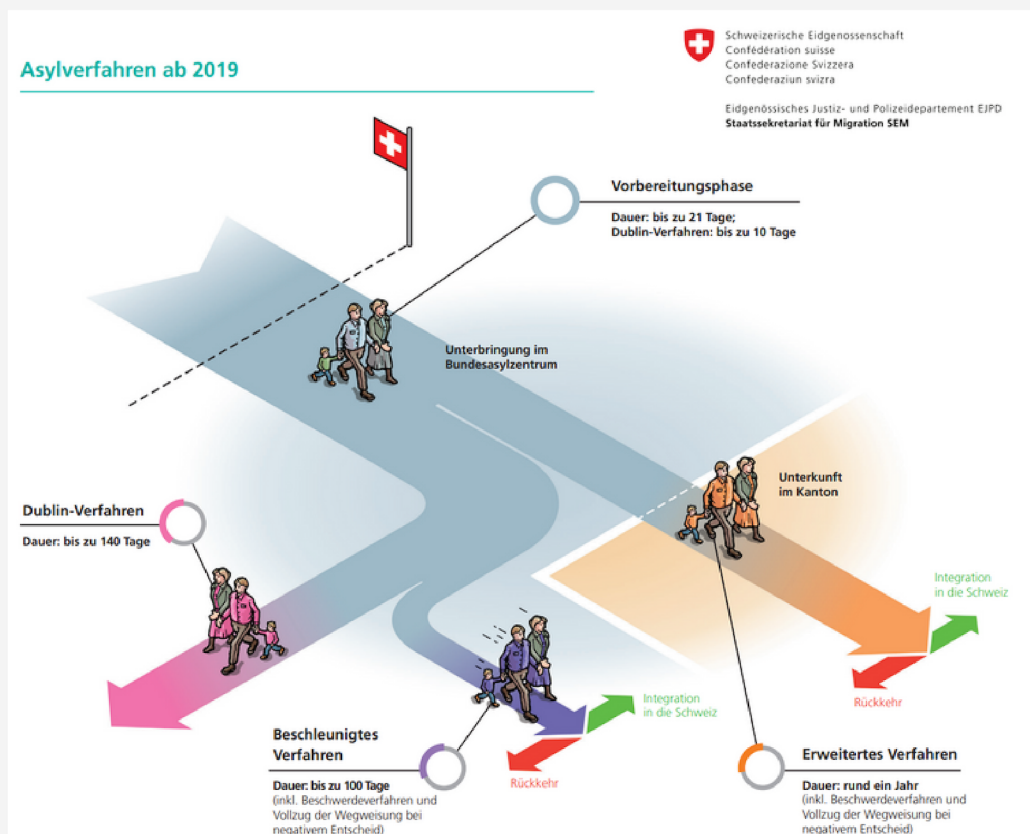 Asylverfahren ab 2019
Schweizerische Eidgenossenschaft
Confédération suisse
Confederazione Svizzera
Confederaziun svizra
Eidgenössisches Justiz- und Polizeidepartement EJPD
Staatssekretariat für Migration SEM
Vorbereitungsphase
Dauer: bis zu 21 Tage;
Dublin-Verfahren: bis zu 10 Tage
Unterbringung im
Bundesasylzentrum
Unterkunft
im Kanton
Dublin-Verfahren
Dauer: bis zu 140 Tage
Integration
in die Schweiz
Rückkehr
Integration
in die Schweiz
Rückkehr
Beschleunigtes
Verfahren
Dauer: bis zu 100 Tage
(inkl. Beschwerdeverfahren und
Vollzug der Wegweisung bei
negativem Entscheid)
Erweitertes Verfahren
Dauer: rund ein Jahr
(inkl. Beschwerdeverfahren und
Vollzug der Wegweisung bei
negativem Entscheid)